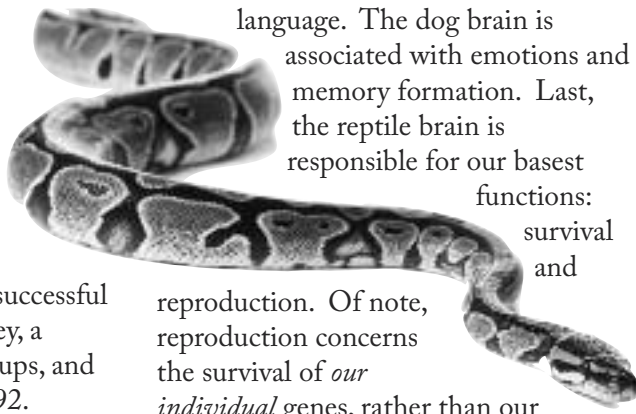 language. The dog brain is
associated with emotions and
memory formation. Last,
the reptile brain is
responsible for our basest
functions:
survival
and
reproduction. Of note,
reproduction concerns
the survival of our
individual genes, rather than our
successful
ey, a
ups, and
92.